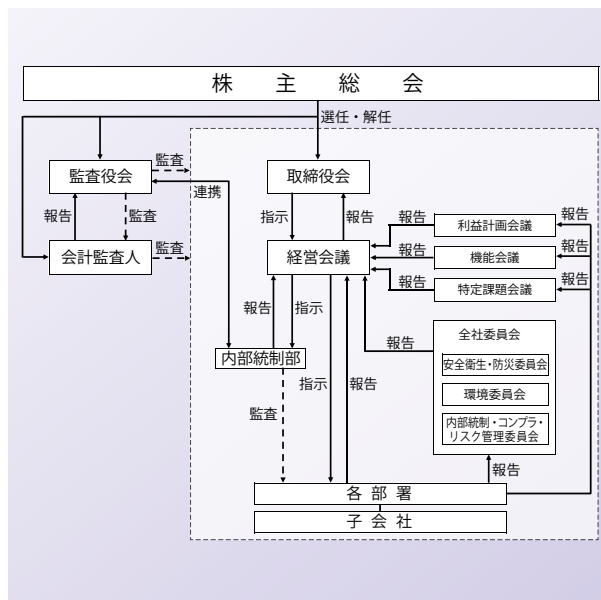 株主総会
選任・解任
監査役会
監査
取締役会
連携
報告
監査
指示
報告
報告
利益計画会議
報告
会計監査人
監査
経営会議
報告
機能会議
報告
報告
特定課題会議
報告
報告
指示
全社委員会
報告
内部統制部
安全衛生・防災委員会
指示
報告
環境委員会
監査
内部統制・コンプラ・
リスク管理委員会
報告
各部署
子会社